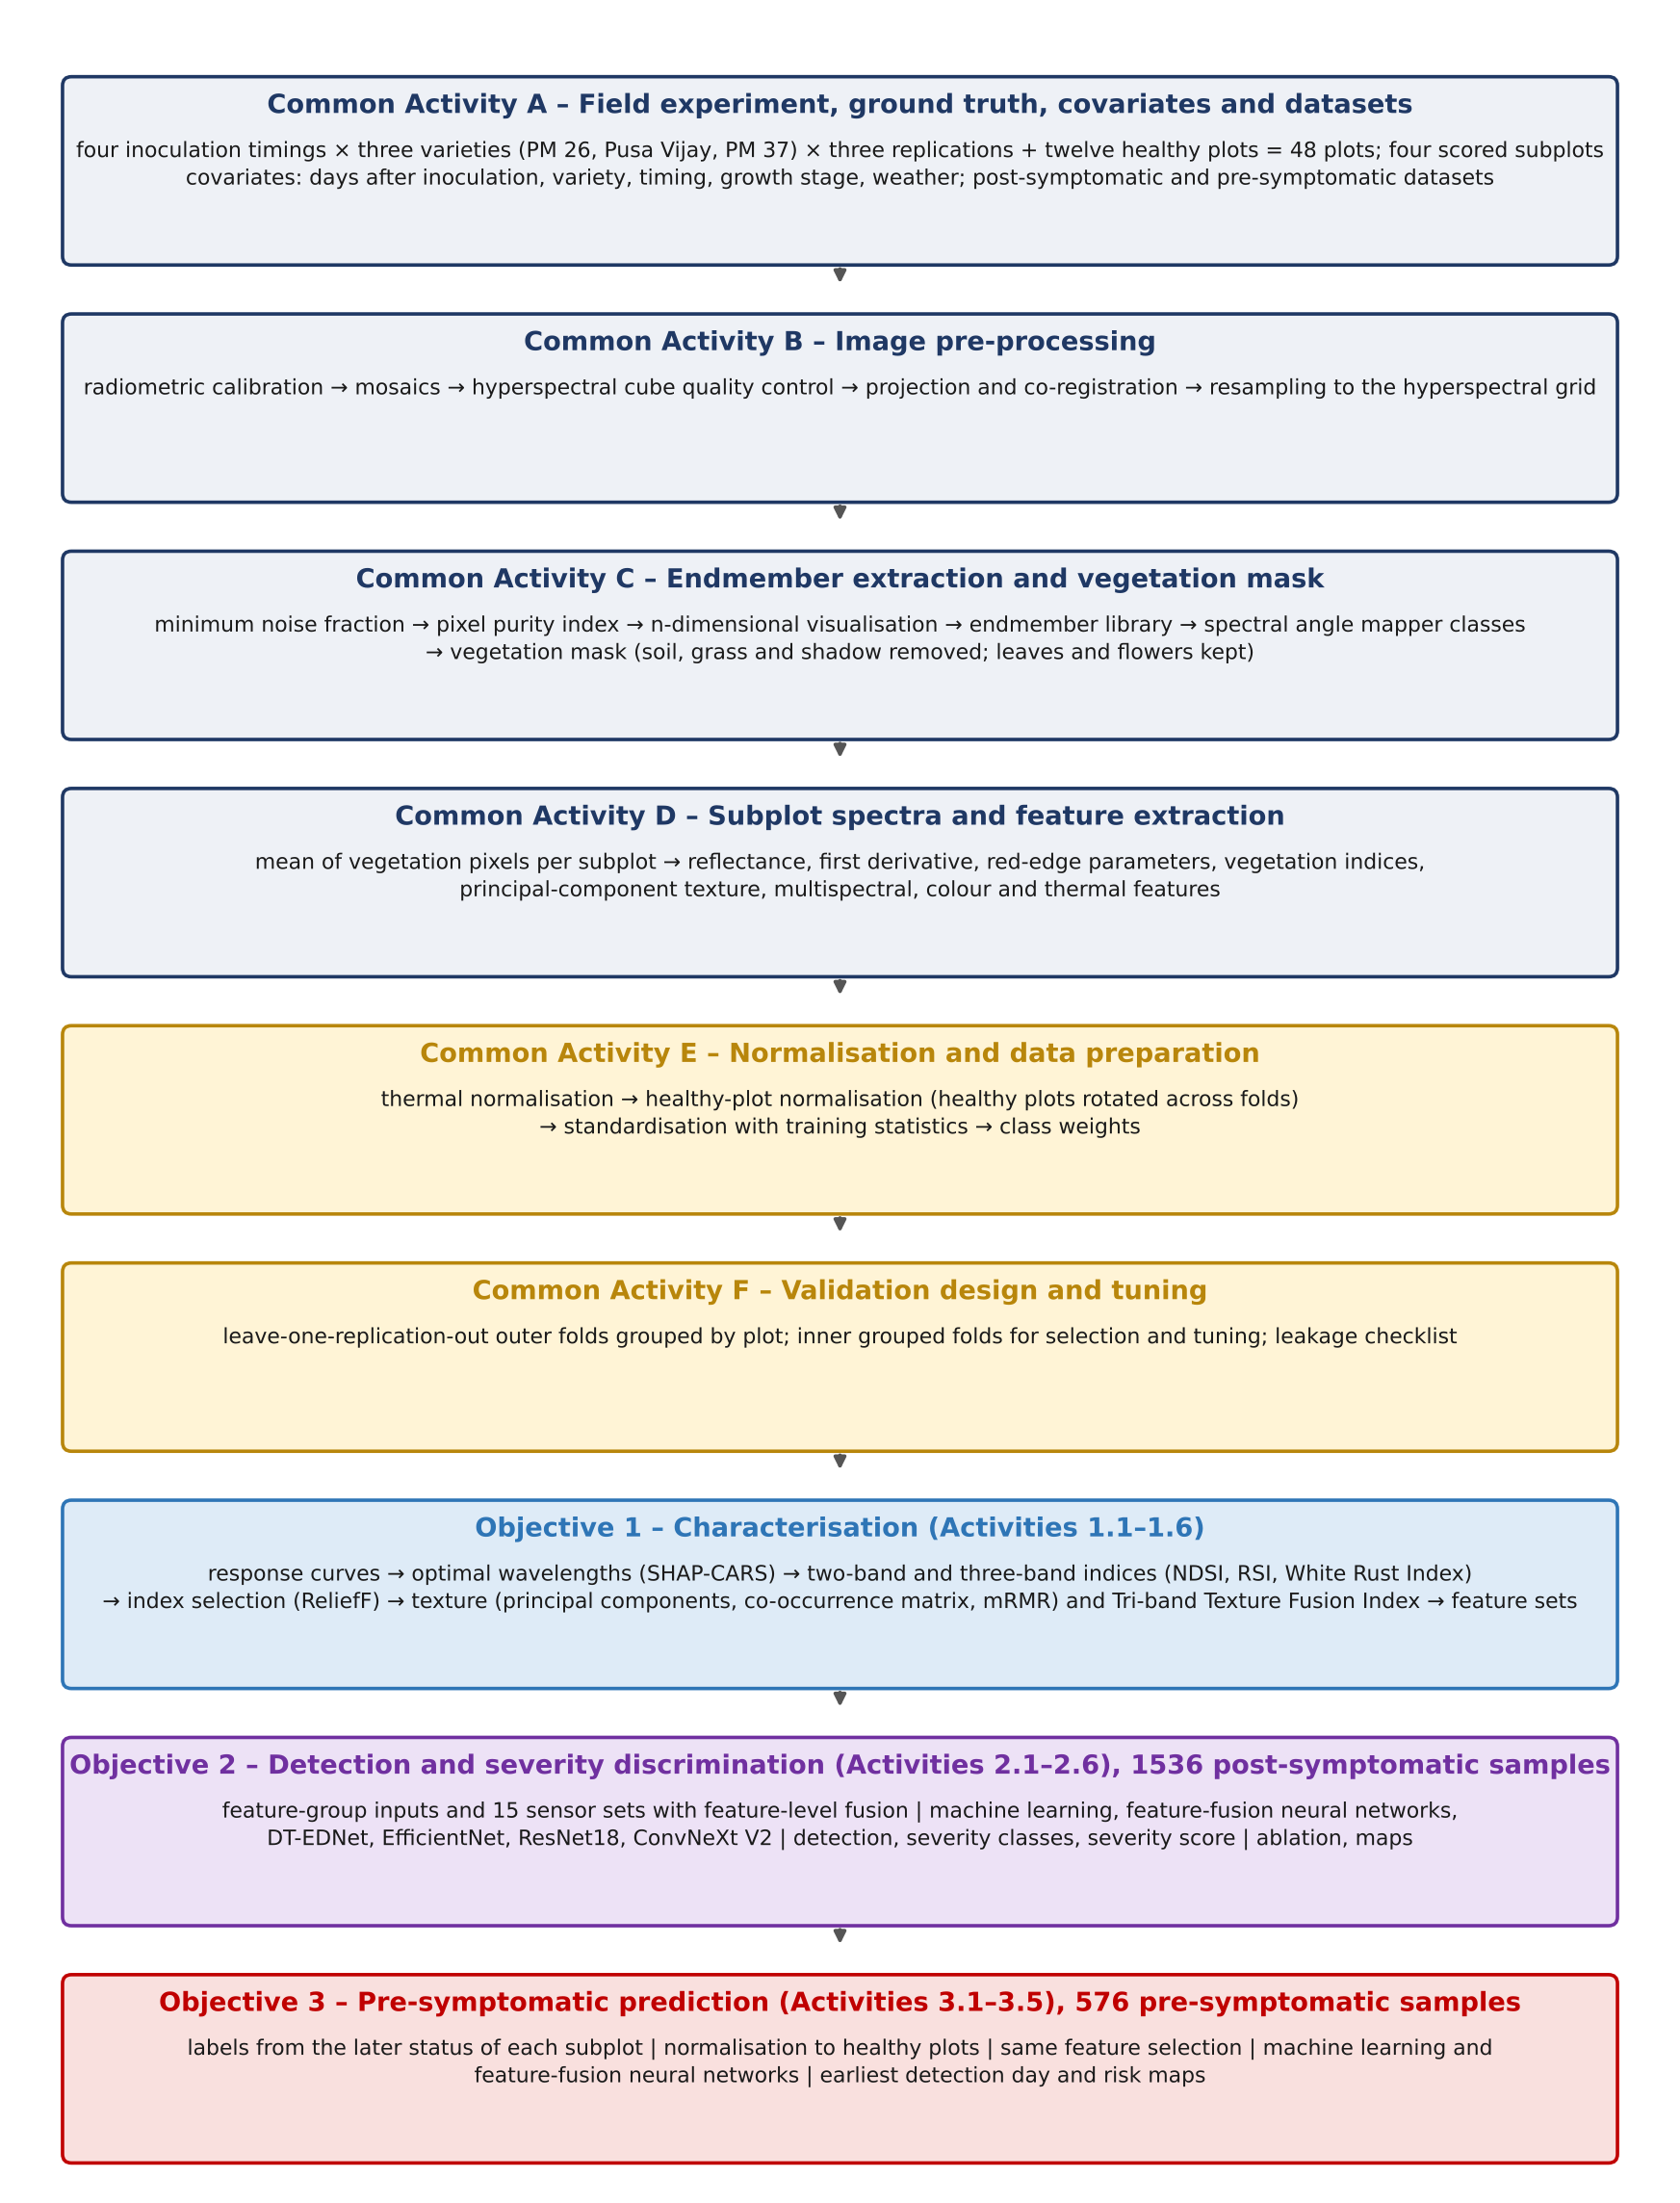 Common Activity A – Field experiment, ground truth, covariates and datasets
four inoculation timings × three varieties (PM 26, Pusa Vijay, PM 37) × three replications + twelve healthy plots = 48 plots; four scored subplots
covariates: days after inoculation, variety, timing, growth stage, weather; post-symptomatic and pre-symptomatic datasets
Common Activity B – Image pre-processing
radiometric calibration → mosaics → hyperspectral cube quality control → projection and co-registration → resampling to the hyperspectral grid
Common Activity C – Endmember extraction and vegetation mask
minimum noise fraction → pixel purity index → n-dimensional visualisation → endmember library → spectral angle mapper classes
→ vegetation mask (soil, grass and shadow removed; leaves and flowers kept)
Common Activity D – Subplot spectra and feature extraction
mean of vegetation pixels per subplot → reflectance, first derivative, red-edge parameters, vegetation indices,
principal-component texture, multispectral, colour and thermal features
Common Activity E – Normalisation and data preparation
thermal normalisation → healthy-plot normalisation (healthy plots rotated across folds)
→ standardisation with training statistics → class weights
Common Activity F – Validation design and tuning
leave-one-replication-out outer folds grouped by plot; inner grouped folds for selection and tuning; leakage checklist
Objective 1 – Characterisation (Activities 1.1–1.6)
response curves → optimal wavelengths (SHAP-CARS) → two-band and three-band indices (NDSI, RSI, White Rust Index)
→ index selection (ReliefF) → texture (principal components, co-occurrence matrix, mRMR) and Tri-band Texture Fusion Index → feature sets
Objective 2 – Detection and severity discrimination (Activities 2.1–2.6), 1536 post-symptomatic samples
feature-group inputs and 15 sensor sets with feature-level fusion | machine learning, feature-fusion neural networks,
DT-EDNet, EfficientNet, ResNet18, ConvNeXt V2 | detection, severity classes, severity score | ablation, maps
Objective 3 – Pre-symptomatic prediction (Activities 3.1–3.5), 576 pre-symptomatic samples
labels from the later status of each subplot | normalisation to healthy plots | same feature selection | machine learning and
feature-fusion neural networks | earliest detection day and risk maps